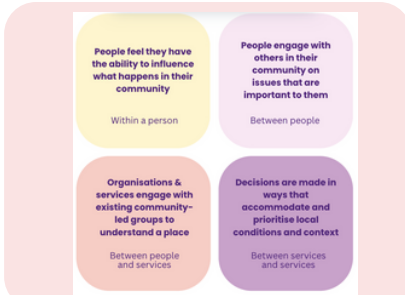 People feel they have
the ability to influence
what happens in their
community
Within a person
People engage with
others in their
community on
issues that are
important to them
Between people
Organisations &
services engage with
existing community-
led groups to
understand a place
Between people
and services
Decisions are made in
ways that
accommodate and
prioritise local
conditions and context
Between services
and services